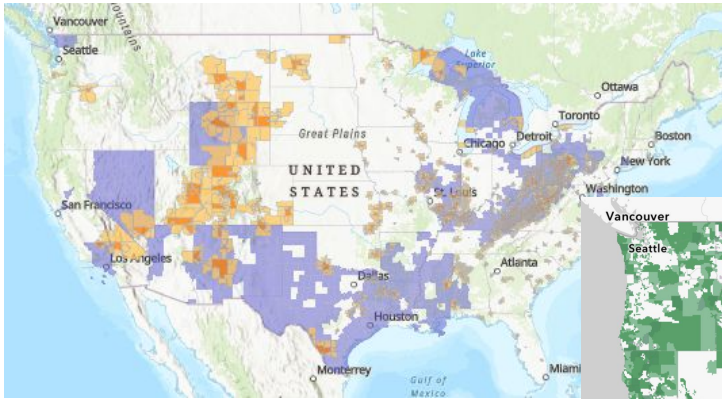 Vancouver
Mountains
Seattle
Lake
Superior
Ottawa
Toronto
Great Plains
Chicago
Detroit
Boston
New York
UNITED
STATES
St. Louis
Washington
San Francisco
Vancouver
Seattle
Los Angeles
Atlanta
Dallas
Houston
Monterrey
Miami
Gulf of
Mexico